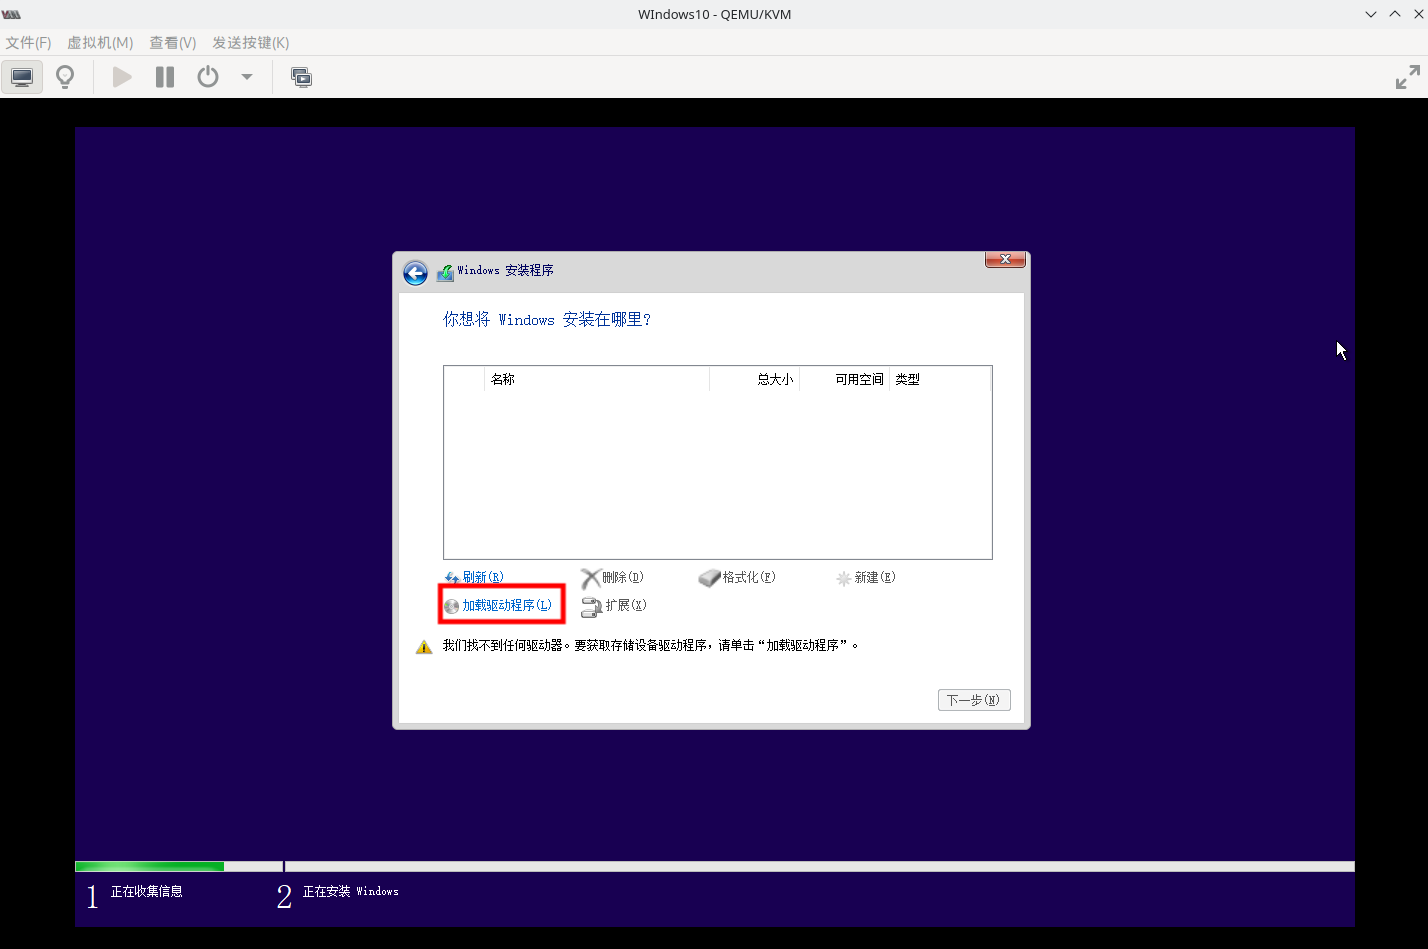 WIndows10 - QEMU/KVM
文件(F) 虚拟机(M) 查看(V) 发送按键(K)
Windows 安装程序
你想将 Windows 安装在哪里?
名称 总大小 可用空间 类型
刷新(R) 删除(D) 格式化(F) 新建(E)
加载驱动程序(L) 扩展(X)
我们找不到任何驱动器。要获取存储设备驱动程序，请单击“加载驱动程序”。
下一步(N)
1 正在收集信息 2 正在安装 Windows